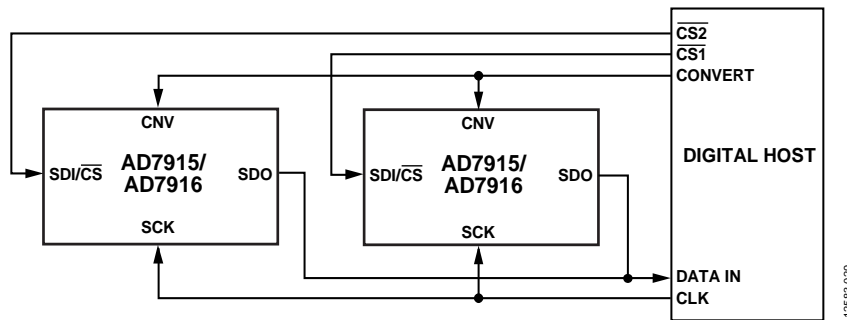 CS2
CS1
CONVERT
CNV
CNV
AD7915/
AD7916
SDI/CS
SDO
AD7915/
AD7916
SDI/CS
SDO
DIGITAL HOST
SCK
SCK
DATA IN
CLK